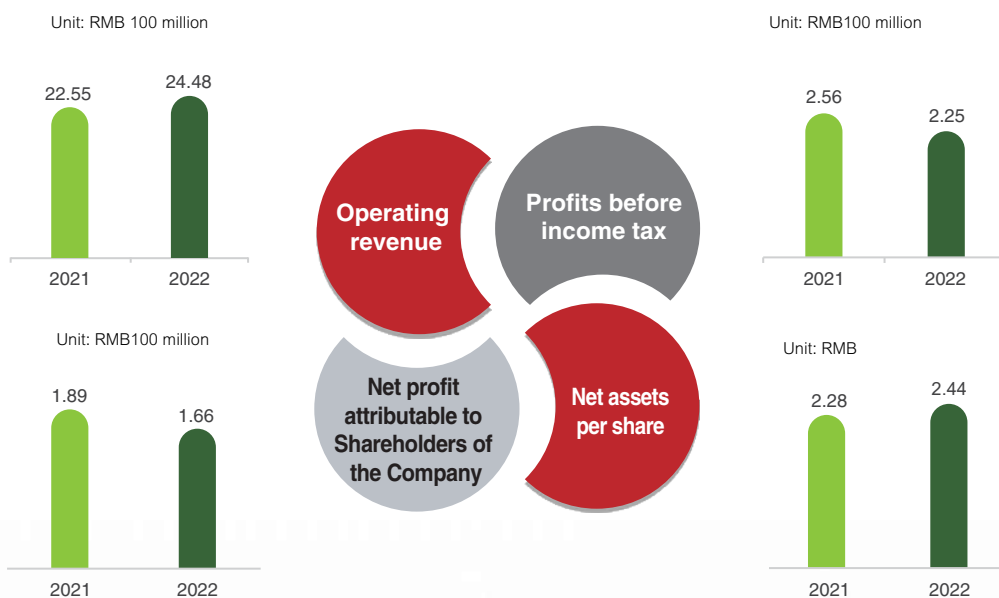 Unit: RMB 100 million
22.55
24.48
2021
2022
Unit: RMB100 million
2.56
2.25
2021
2022
Operating
revenue
Profits before
income tax
Net profit
attributable to
Shareholders of
the Company
Net assets
per share
Unit: RMB100 million
1.89
1.66
2021
2022
Unit: RMB
2.28
2.44
2021
2022